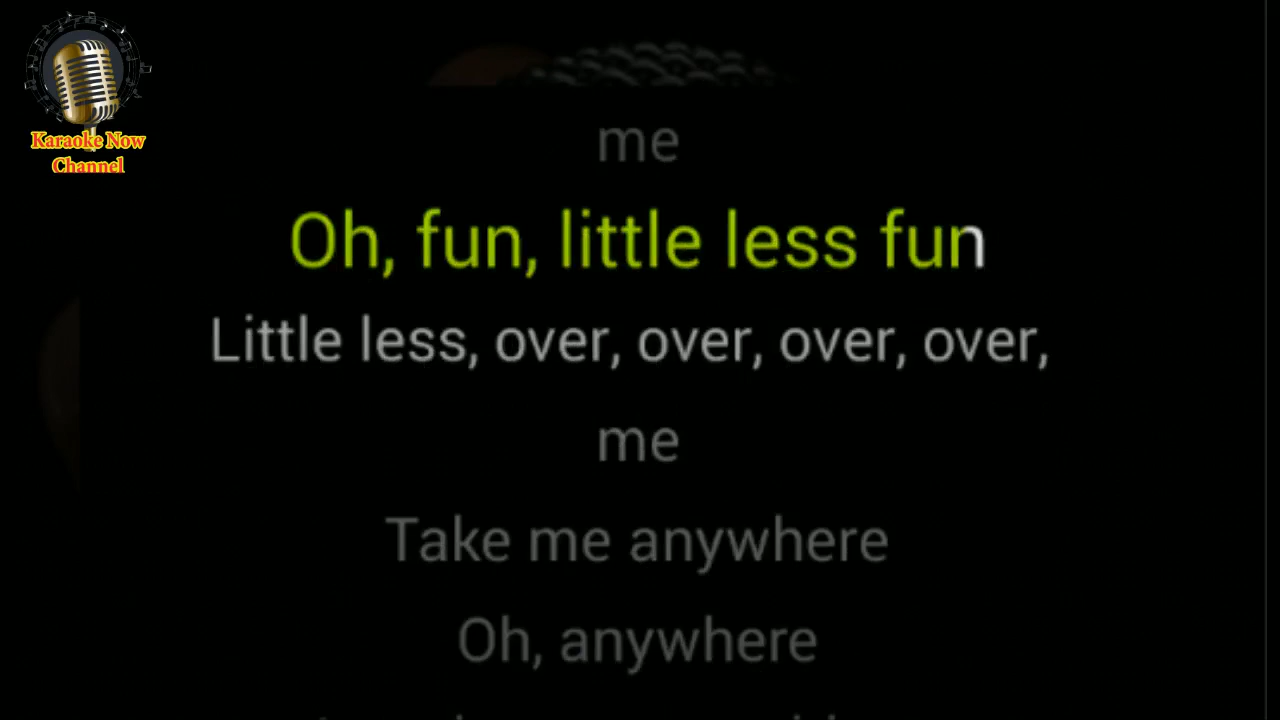 Karaoke Now
Channel
me
Oh, fun, little less fun
Little less, over, over, over, over,
me
Take me anywhere
Oh, anywhere